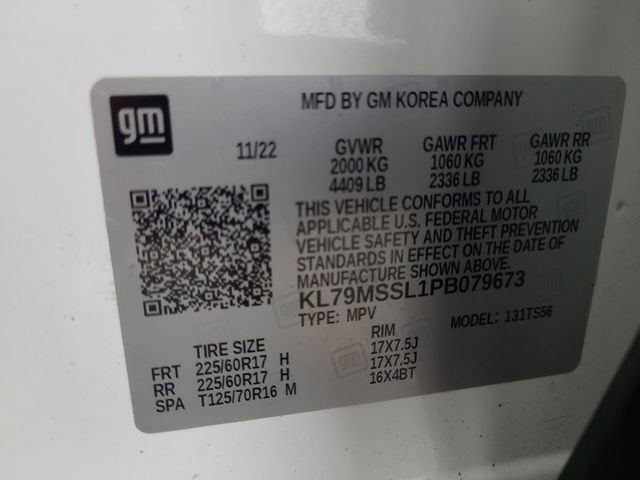 gm
MFD BY GM KOREA COMPANY
11/22
GVWR GAWR FRT GAWR RR
2000 KG 1060 KG 1060 KG
4409 LB 2336 LB 2336 LB
THIS VEHICLE CONFORMS TO ALL
APPLICABLE U.S. FEDERAL MOTOR
VEHICLE SAFETY AND THEFT PREVENTION
STANDARDS IN EFFECT ON THE DATE OF
MANUFACTURE SHOWN ABOVE.
KL79MSSL1PB079673
TYPE: MPV MODEL: 131TS56
TIRE SIZE RIM
FRT 225/60R17 H 17X7.5J
RR 225/60R17 H 17X7.5J
SPA T125/70R16 M 16X4BT
gm